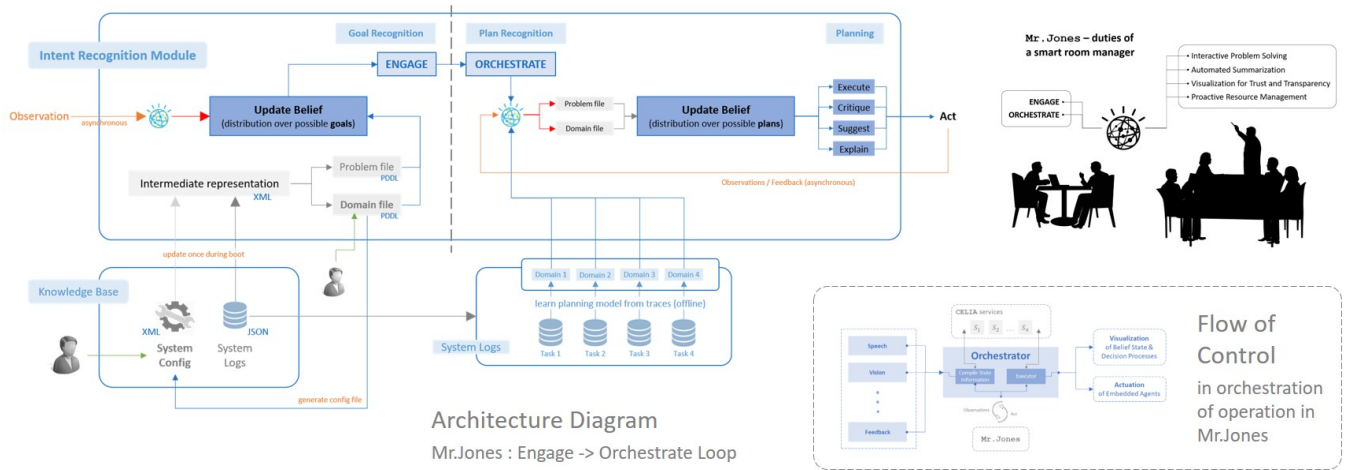 Intent Recognition Module
Goal Recognition
Plan Recognition
Planning
ENGAGE
ORCHESTRATE
Observation
asynchronous
Update Belief
(distribution over possible goals)
Problem file
Domain file
Update Belief
(distribution over possible plans)
Execute
Critique
Suggest
Explain
Act
Observations / Feedback (asynchronous)
Intermediate representation
XML
Problem file
PDDL
Domain file
PDDL
update once during boot
Knowledge Base
XML
System
Config
JSON
System
Logs
generate config file
Domain 1
Domain 2
Domain 3
Domain 4
learn planning model from traces (offline)
System Logs
Task 1
Task 2
Task 3
Task 4
Architecture Diagram
Mr.Jones : Engage -> Orchestrate Loop
Mr.Jones – duties of
a smart room manager
ENGAGE
ORCHESTRATE
Interactive Problem Solving
Automated Summarization
Visualization for Trust and Transparency
Proactive Resource Management
CELIA services
S1 S2 .... Sn
Speech
Vision
Feedback
Orchestrator
Compile State
Information
Executor
Observations
Act
Mr.Jones
Visualization
of Belief State &
Decision Processes
Actuation
of Embedded Agents
Flow of
Control
in orchestration
of operation in
Mr.Jones